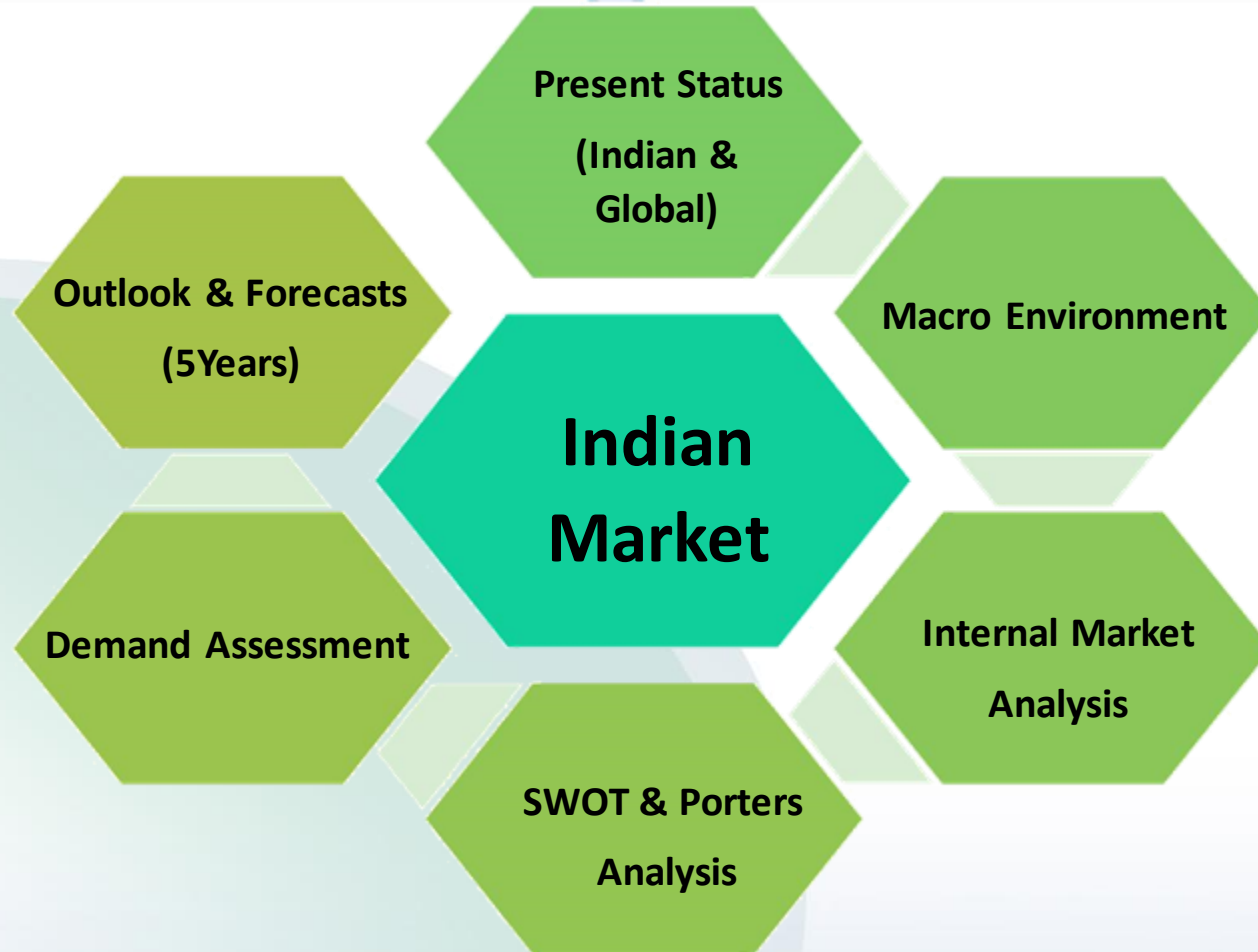 Present Status
(Indian &
Global)
Macro Environment
Internal Market
Analysis
SWOT & Porters
Analysis
Demand Assessment
Outlook & Forecasts
(5Years)
Indian
Market